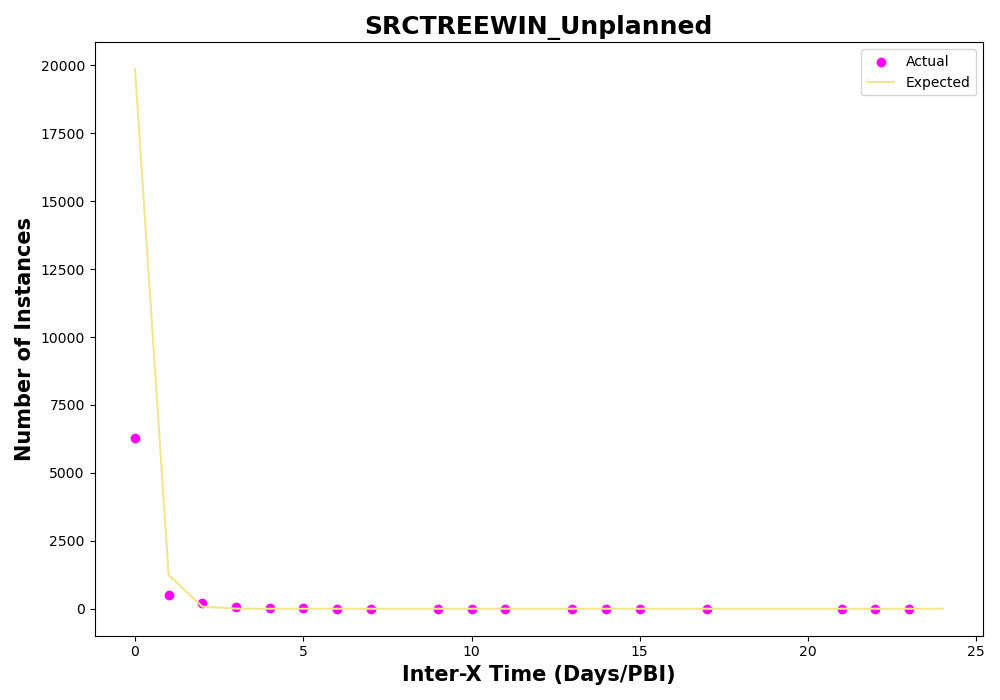 SRCTREEWIN_Unplanned
Actual
Expected
Number of Instances
20000
17500
15000
12500
10000
7500
5000
2500
0
0 5 10 15 20 25
Inter-X Time (Days/PBI)